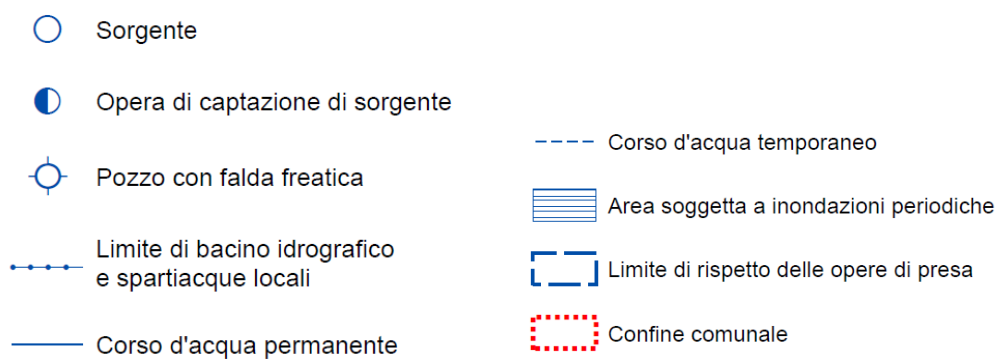 Sorgente
Opera di captazione di sorgente
Pozzo con falda freatica
Limite di bacino idrografico
e spartiacque locali
Corso d'acqua permanente
Corso d'acqua temporaneo
Area soggetta a inondazioni periodiche
Limite di rispetto delle opere di presa
Confine comunale